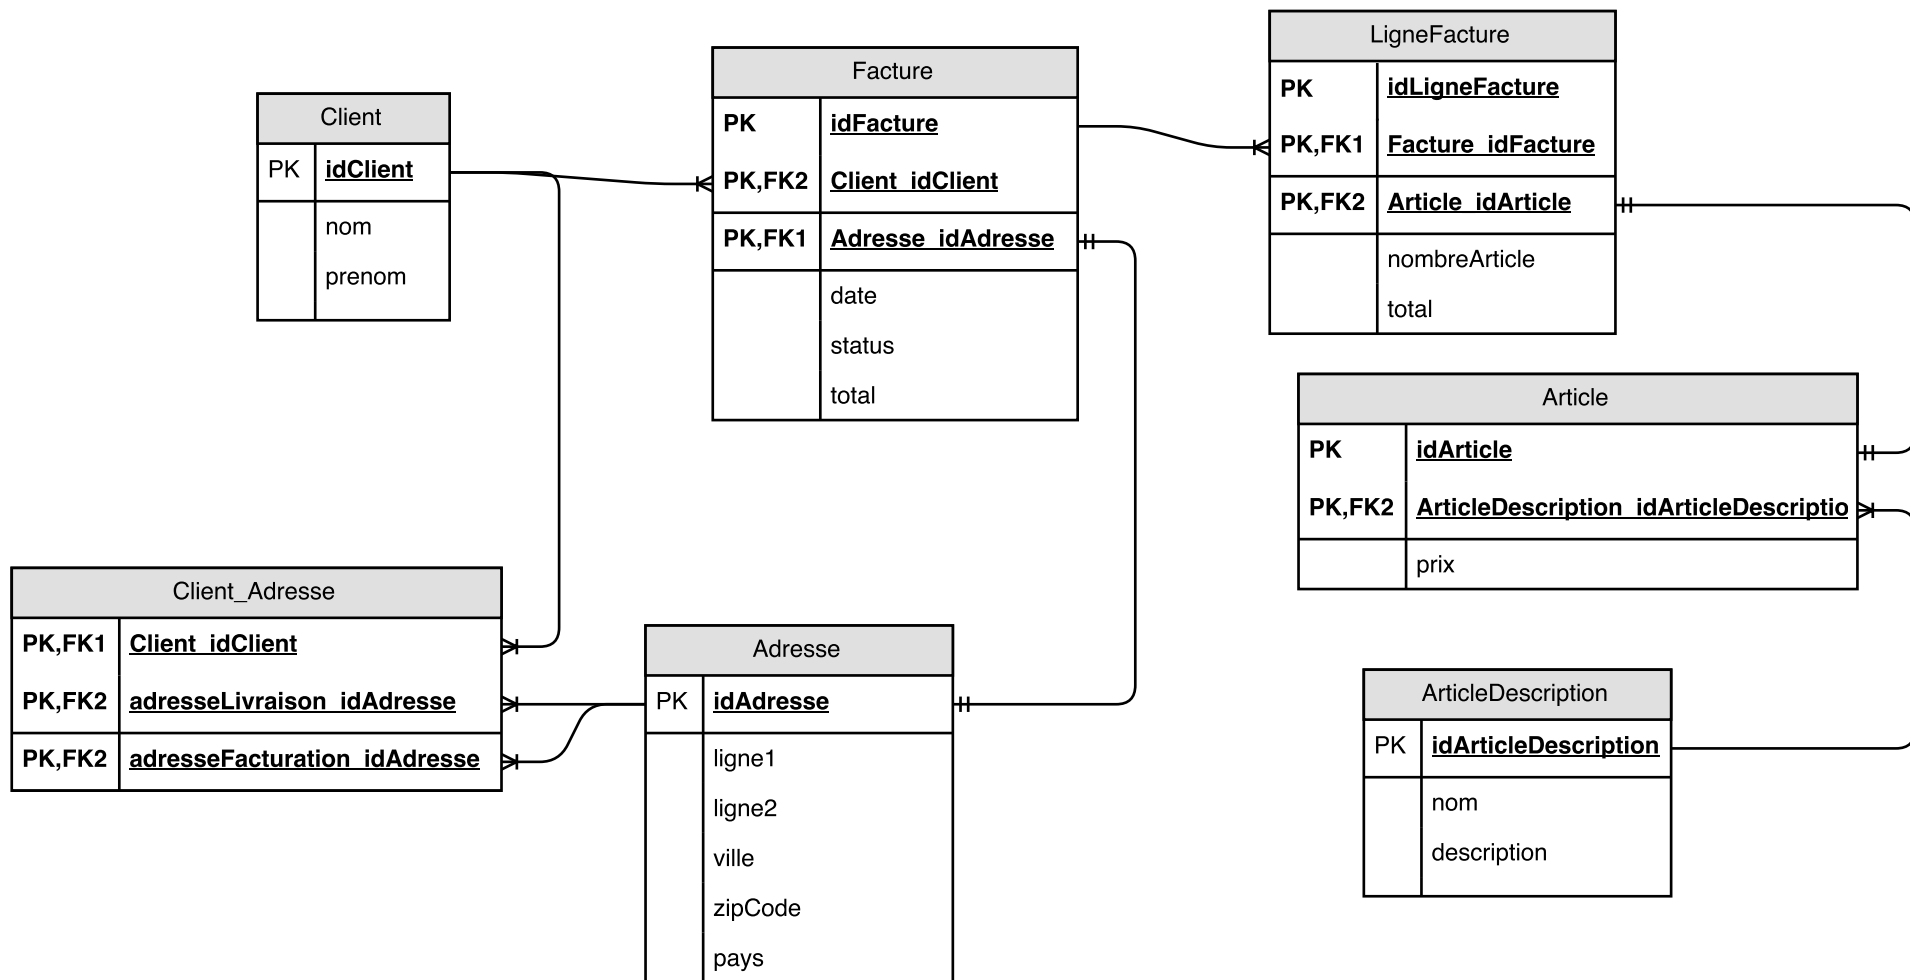 Client
PK idClient
nom
prenom
Facture
PK idFacture
PK,FK2 Client_idClient
PK,FK1 Adresse_idAdresse
date
status
total
LigneFacture
PK idLigneFacture
PK,FK1 Facture_idFacture
PK,FK2 Article_idArticle
nombreArticle
total
Article
PK idArticle
PK,FK2 ArticleDescription_idArticleDescriptio
prix
Client_Adresse
PK,FK1 Client_idClient
PK,FK2 adresseLivraison_idAdresse
PK,FK2 adresseFacturation_idAdresse
Adresse
PK idAdresse
ligne1
ligne2
ville
zipCode
pays
ArticleDescription
PK idArticleDescription
nom
description